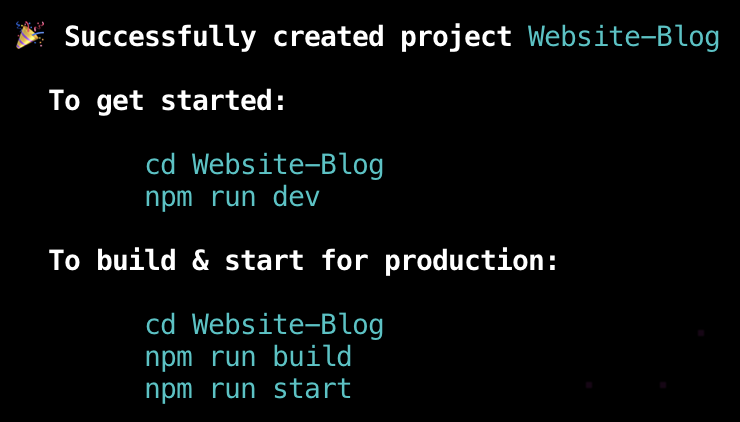 🎉 Successfully created project Website-Blog
To get started:
cd Website-Blog
npm run dev
To build & start for production:
cd Website-Blog
npm run build
npm run start